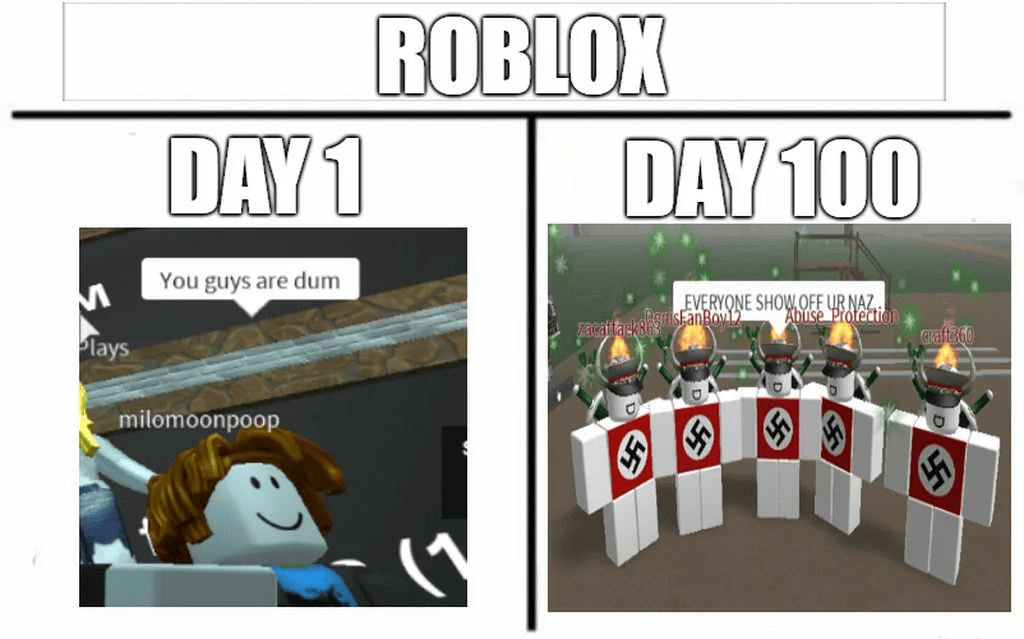 ROBLOX
DAY 1
DAY 100
You guys are dum
Plays
milomoonpoop
(1
EVERYONE SHOW OFF UR NAZ
zacattack863
PenisFanBoy12
Abuse_Protection
craft360